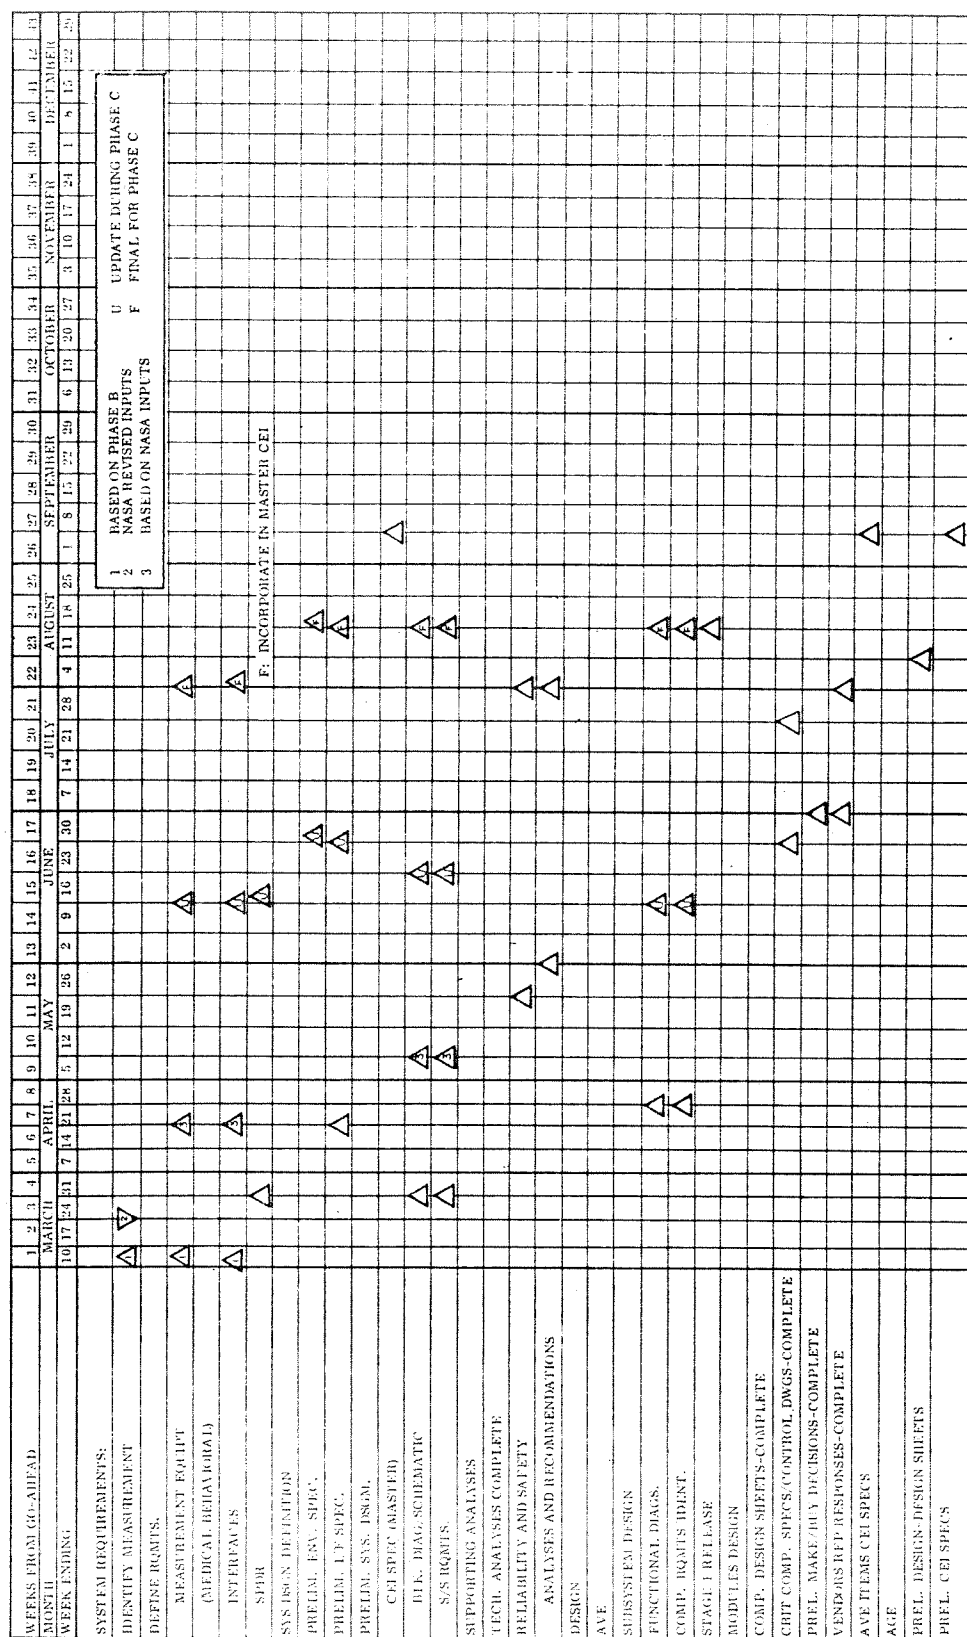 WEEKS FROM GO-AHEAD 1 2 3 4 5 6 7 8 9 10 11 12 13 14 15 16 17 18 19 20 21 22 23 24 25 26 27 28 29 30 31 32 33 34 35 36 37 38 39 40 41 42 43
MONTH MARCH APRIL MAY JUNE JULY AUGUST SEPTEMBER OCTOBER NOVEMBER DECEMBER
WEEK ENDING 10 17 24 31 7 14 21 28 5 12 19 26 2 9 16 23 30 7 14 21 28 4 11 18 25 1 8 15 22 29 6 13 20 27 3 10 17 24 1 8 15 22 29
SYSTEM REQUIREMENTS:
IDENTIFY MEASUREMENT 1 2
DEFINE RQMTS.
MEASUREMENT EQUIPT 1 3 U F
(MEDICAL BEHAVIORAL)
INTERFACES 1 3 U F
SPDR U
F: INCORPORATE IN MASTER CEI
SYS DSGN DEFINITION
PRELIM. ENV. SPEC. U F
PRELIM. I/F SPEC. U F
PRELIM. SYS. DSGM.
CEI SPEC (MASTER)
BLK. DIAG/SCHEMATIC 3 U F
S/S RQMTS. 3 U F
SUPPORTING ANALYSES
TECH. ANALYSES COMPLETE
RELIABILITY AND SAFETY
ANALYSES AND RECOMMENDATIONS
DESIGN
AVE
SUBSYSTEM DESIGN
FUNCTIONAL DIAGS. U F
COMP. RQMTS IDENT. U F
STAGE I RELEASE
MODULES DESIGN
COMP. DESIGN SHEETS-COMPLETE
CRIT COMP. SPECS/CONTROL DWGS-COMPLETE
PREL. MAKE/BUY DECISIONS-COMPLETE
VENDORS RFP RESPONSES-COMPLETE
AVE ITEMS CEI SPECS
AGE
PREL. DESIGN-DESIGN SHEETS
PREL. CEI SPECS
1 BASED ON PHASE B U UPDATE DURING PHASE C
2 NASA REVISED INPUTS F FINAL FOR PHASE C
3 BASED ON NASA INPUTS